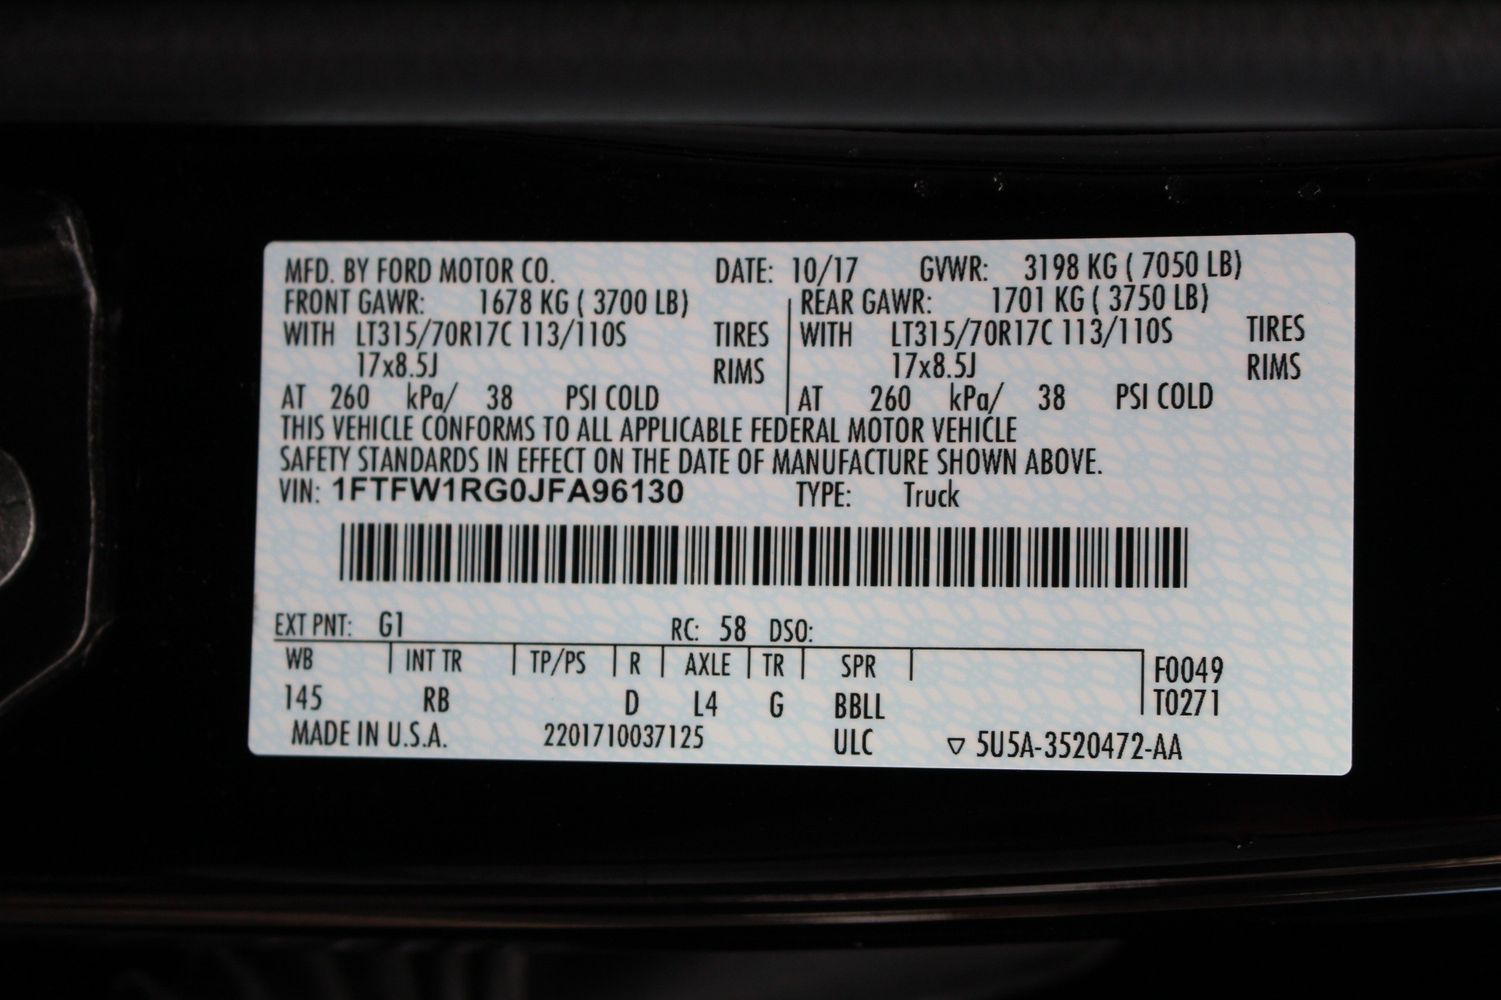 MFD. BY FORD MOTOR CO. DATE: 10/17 GVWR: 3198 KG ( 7050 LB)
FRONT GAWR: 1678 KG ( 3700 LB) REAR GAWR: 1701 KG ( 3750 LB)
WITH LT315/70R17C 113/110S TIRES WITH LT315/70R17C 113/110S TIRES
17x8.5J RIMS 17x8.5J RIMS
AT 260 kPa/ 38 PSI COLD AT 260 kPa/ 38 PSI COLD
THIS VEHICLE CONFORMS TO ALL APPLICABLE FEDERAL MOTOR VEHICLE
SAFETY STANDARDS IN EFFECT ON THE DATE OF MANUFACTURE SHOWN ABOVE.
VIN: 1FTFW1RG0JFA96130 TYPE: Truck
EXT PNT: G1 RC: 58 DSO:
WB INT TR TP/PS R AXLE TR SPR F0049
145 RB D L4 G BBLL T0271
MADE IN U.S.A. 2201710037125 ULC ▽ 5U5A-3520472-AA